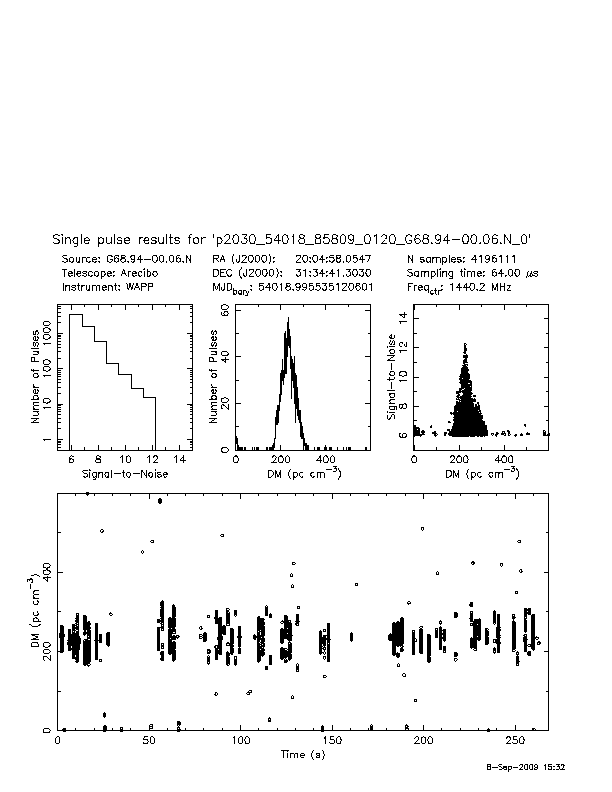 Single pulse results for 'p2030_54018_85809_0120_G68.94-00.06.N_0'
Source: G68.94-00.06.N RA (J2000): 20:04:58.0547 N samples: 4196111
Telescope: Arecibo DEC (J2000): 31:34:41.3030 Sampling time: 64.00 μs
Instrument: WAPP MJDbary: 54018.995535120601 Freqctr: 1440.2 MHz
Number of Pulses
1 10 100 1000
6 8 10 12 14
Signal-to-Noise
Number of Pulses
0 20 40 60
0 200 400
DM (pc cm⁻³)
Signal-to-Noise
6 8 10 12 14
0 200 400
DM (pc cm⁻³)
DM (pc cm⁻³)
0 200 400
0 50 100 150 200 250
Time (s)
8-Sep-2009 15:32